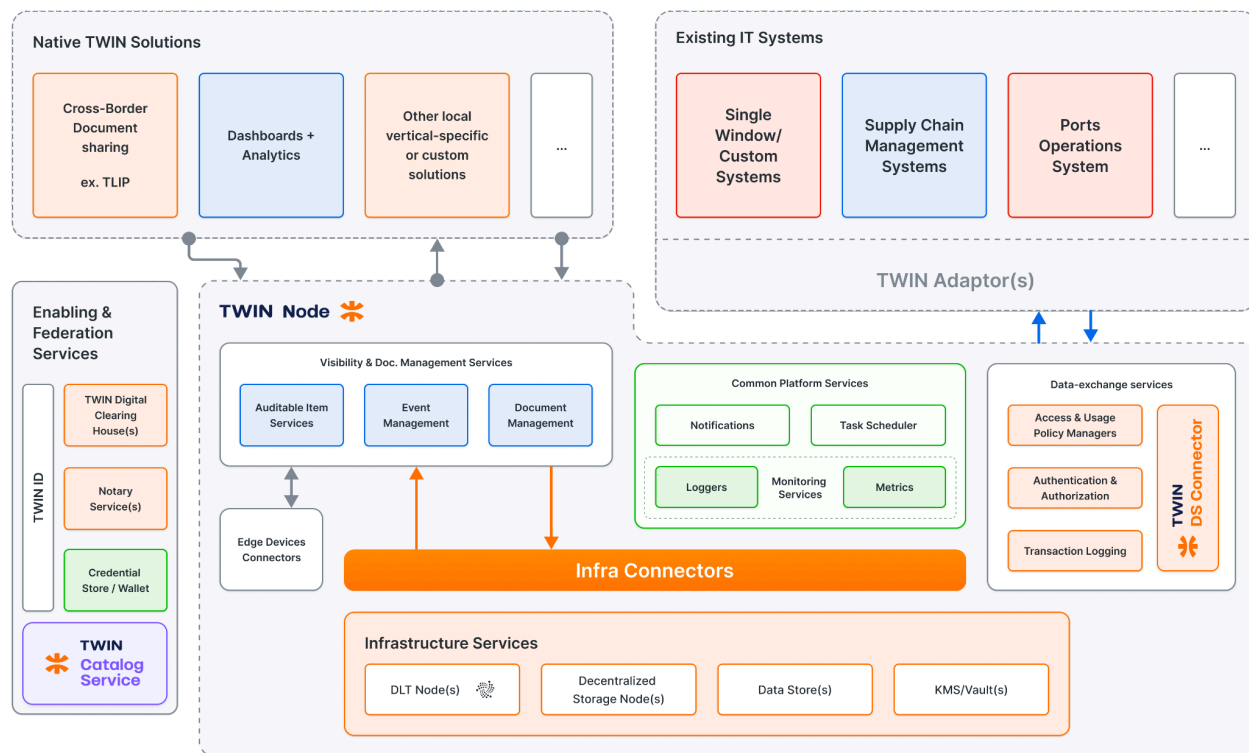 Native TWIN Solutions
Cross-Border
Document
sharing
ex. TLIP
Dashboards +
Analytics
Other local
vertical-specific
or custom
solutions
...
Existing IT Systems
Single
Window/
Custom
Systems
Supply Chain
Management
Systems
Ports
Operations
System
...
TWIN Adaptor(s)
Enabling &
Federation
Services
TWIN ID
TWIN Digital
Clearing
House(s)
Notary
Service(s)
Credential
Store / Wallet
TWIN
Catalog
Service
TWIN Node
Visibility & Doc. Management Services
Auditable Item
Services
Event
Management
Document
Management
Edge Devices
Connectors
Common Platform Services
Notifications
Task Scheduler
Loggers
Monitoring
Services
Metrics
Data-exchange services
Access & Usage
Policy Managers
Authentication &
Authorization
Transaction Logging
TWIN
DS Connector
Infra Connectors
Infrastructure Services
DLT Node(s)
Decentralized
Storage Node(s)
Data Store(s)
KMS/Vault(s)